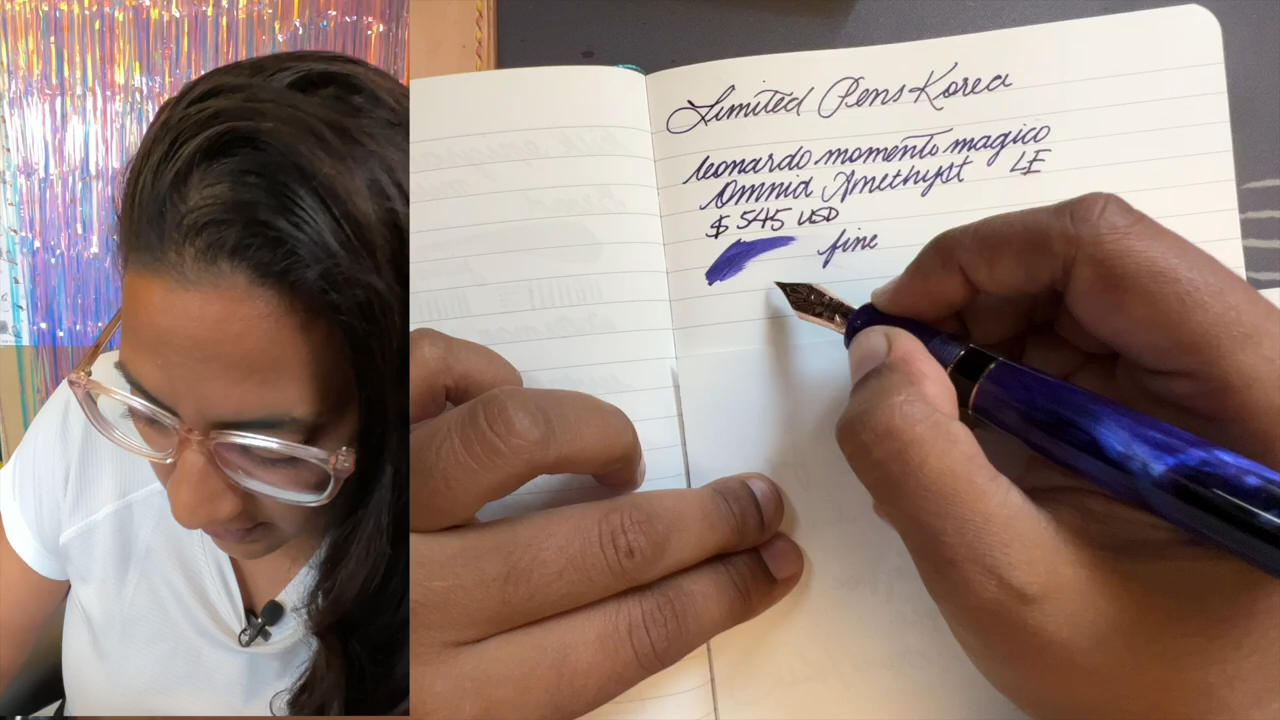 Limited Pens Korea
leonardo momento magico
Omnia Amethyst LE
$545 USD
fine